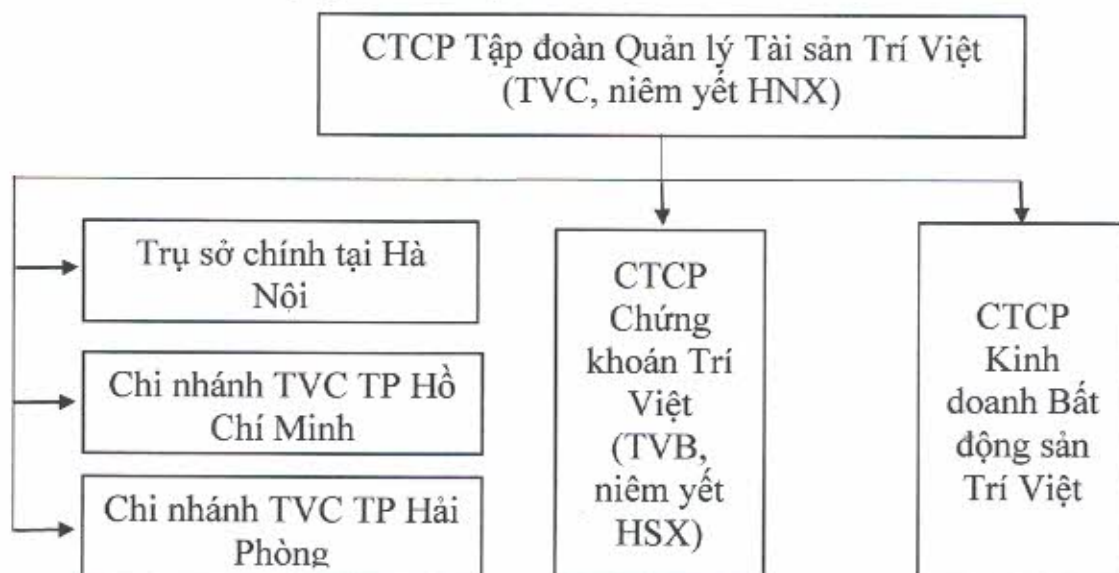 CTCP Tập đoàn Quản lý Tài sản Trí Việt
(TVC, niêm yết HNX)
Trụ sở chính tại Hà
Nội
Chi nhánh TVC TP Hồ
Chí Minh
Chi nhánh TVC TP Hải
Phòng
CTCP
Chứng
khoán Trí
Việt
(TVB,
niêm yết
HSX)
CTCP
Kinh
doanh Bất
động sản
Trí Việt